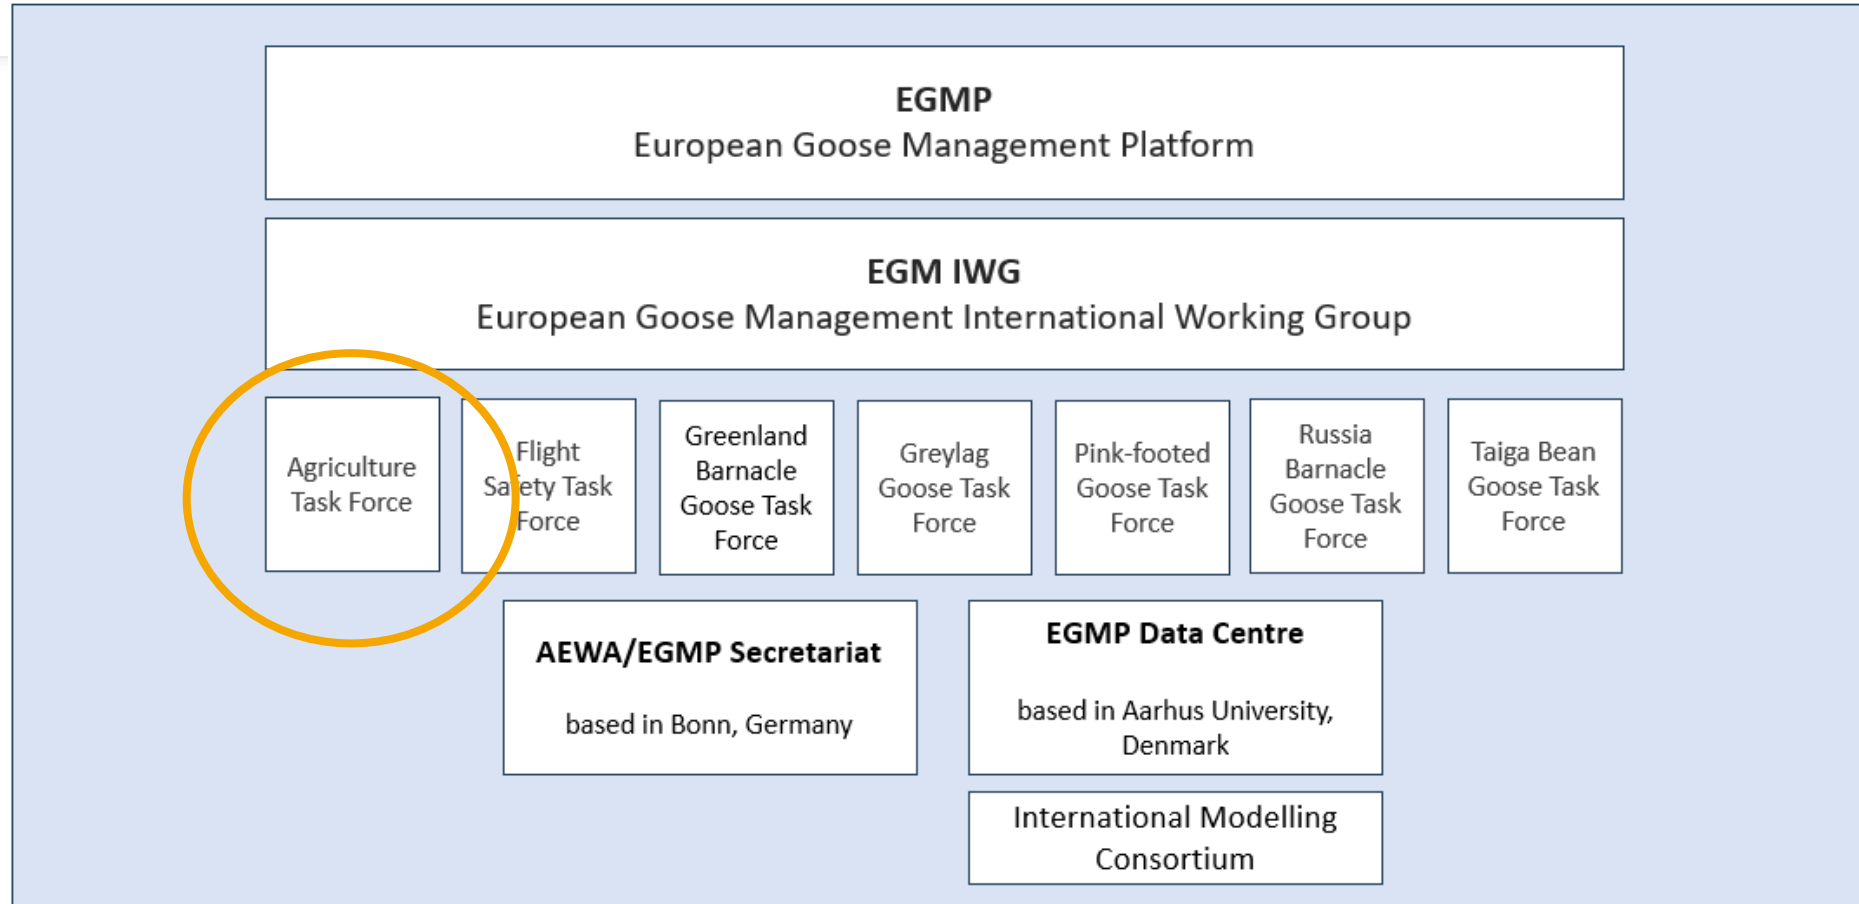 EGMP
European Goose Management Platform
EGM IWG
European Goose Management International Working Group
Agriculture
Task Force
Flight
Safety Task
Force
Greenland
Barnacle
Goose Task
Force
Greylag
Goose Task
Force
Pink-footed
Goose Task
Force
Russia
Barnacle
Goose Task
Force
Taiga Bean
Goose Task
Force
AEWA/EGMP Secretariat
based in Bonn, Germany
EGMP Data Centre
based in Aarhus University,
Denmark
International Modelling
Consortium